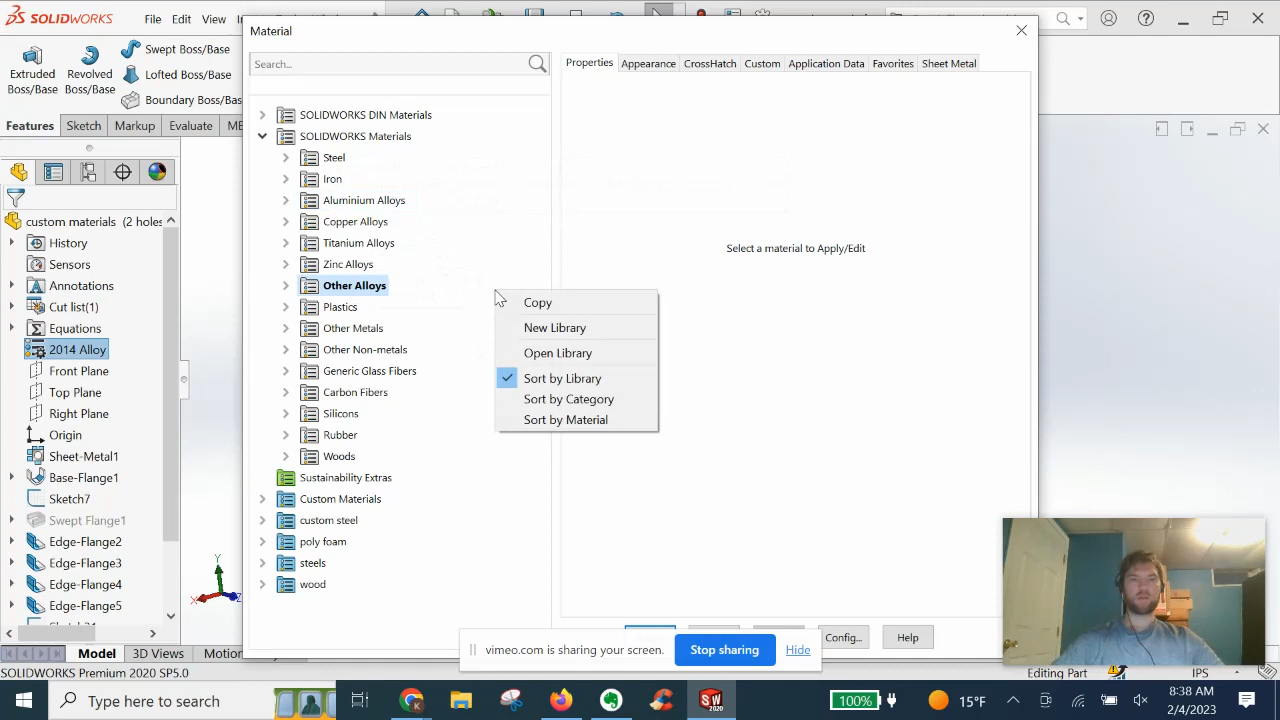 SOLIDWORKS
File
Edit
View
Material
Extruded
Boss/Base
Revolved
Boss/Base
Swept Boss/Base
Lofted Boss/Base
Boundary Boss/Bas
Features
Sketch
Markup
Evaluate
custom materials (2 holes
History
Sensors
Annotations
Cut list(1)
Equations
2014 Alloy
Front Plane
Top Plane
Right Plane
Origin
Sheet-Metal1
Base-Flange1
Sketch7
Swept Flange1
Edge-Flange2
Edge-Flange3
Edge-Flange4
Edge-Flange5
Search...
SOLIDWORKS DIN Materials
SOLIDWORKS Materials
Steel
Iron
Aluminium Alloys
Copper Alloys
Titanium Alloys
Zinc Alloys
Other Alloys
Plastics
Other Metals
Other Non-metals
Generic Glass Fibers
Carbon Fibers
Silicons
Rubber
Woods
Sustainability Extras
Custom Materials
custom steel
poly foam
steels
wood
Copy
New Library
Open Library
Sort by Library
Sort by Category
Sort by Material
Properties
Appearance
CrossHatch
Custom
Application Data
Favorites
Sheet Metal
Select a material to Apply/Edit
Config...
Help
vimeo.com is sharing your screen.
Stop sharing
Hide
Y
X
Z
Model
3D Views
Motion
SOLIDWORKS Premium 2020 SP5.0
Editing Part
IPS
Type here to search
SW
2020
100%
15°F
8:38 AM
2/4/2023